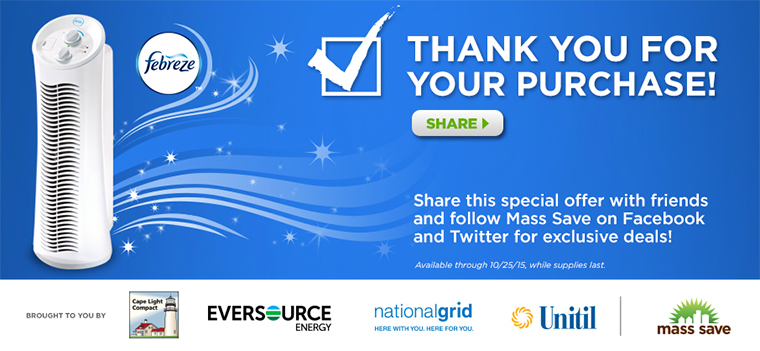 febreze
TM
THANK YOU FOR
YOUR PURCHASE!
SHARE
Share this special offer with friends
and follow Mass Save on Facebook
and Twitter for exclusive deals!
Available through 10/25/15, while supplies last.
BROUGHT TO YOU BY
Cape Light
Compact
EVERSOURCE
ENERGY
nationalgrid
HERE WITH YOU. HERE FOR YOU.
Unitil
mass save